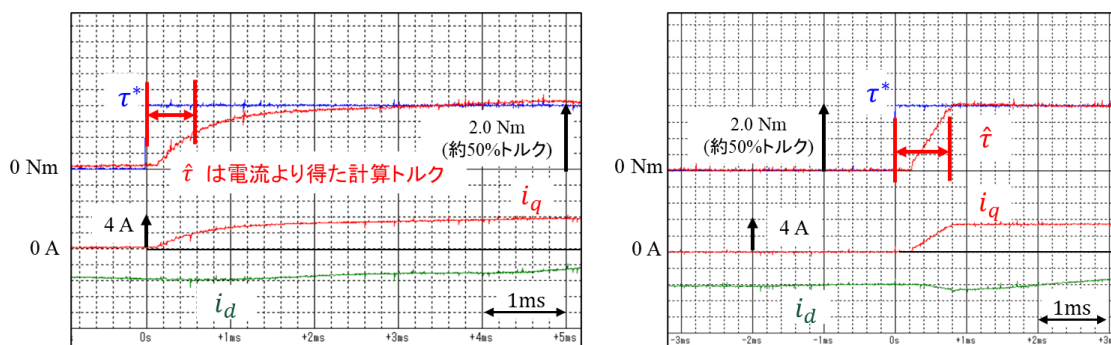 τ*
0 Nm
2.0 Nm
(約50%トルク)
τ̂ は電流より得た計算トルク
4 A
i_q
0 A
i_d
1ms
0s
+1ms
+2ms
+3ms
+4ms
+5ms
τ*
2.0 Nm
(約50%トルク)
τ̂
0 Nm
i_q
4 A
0 A
i_d
1ms
-3ms
-2ms
-1ms
0s
+1ms
+2ms